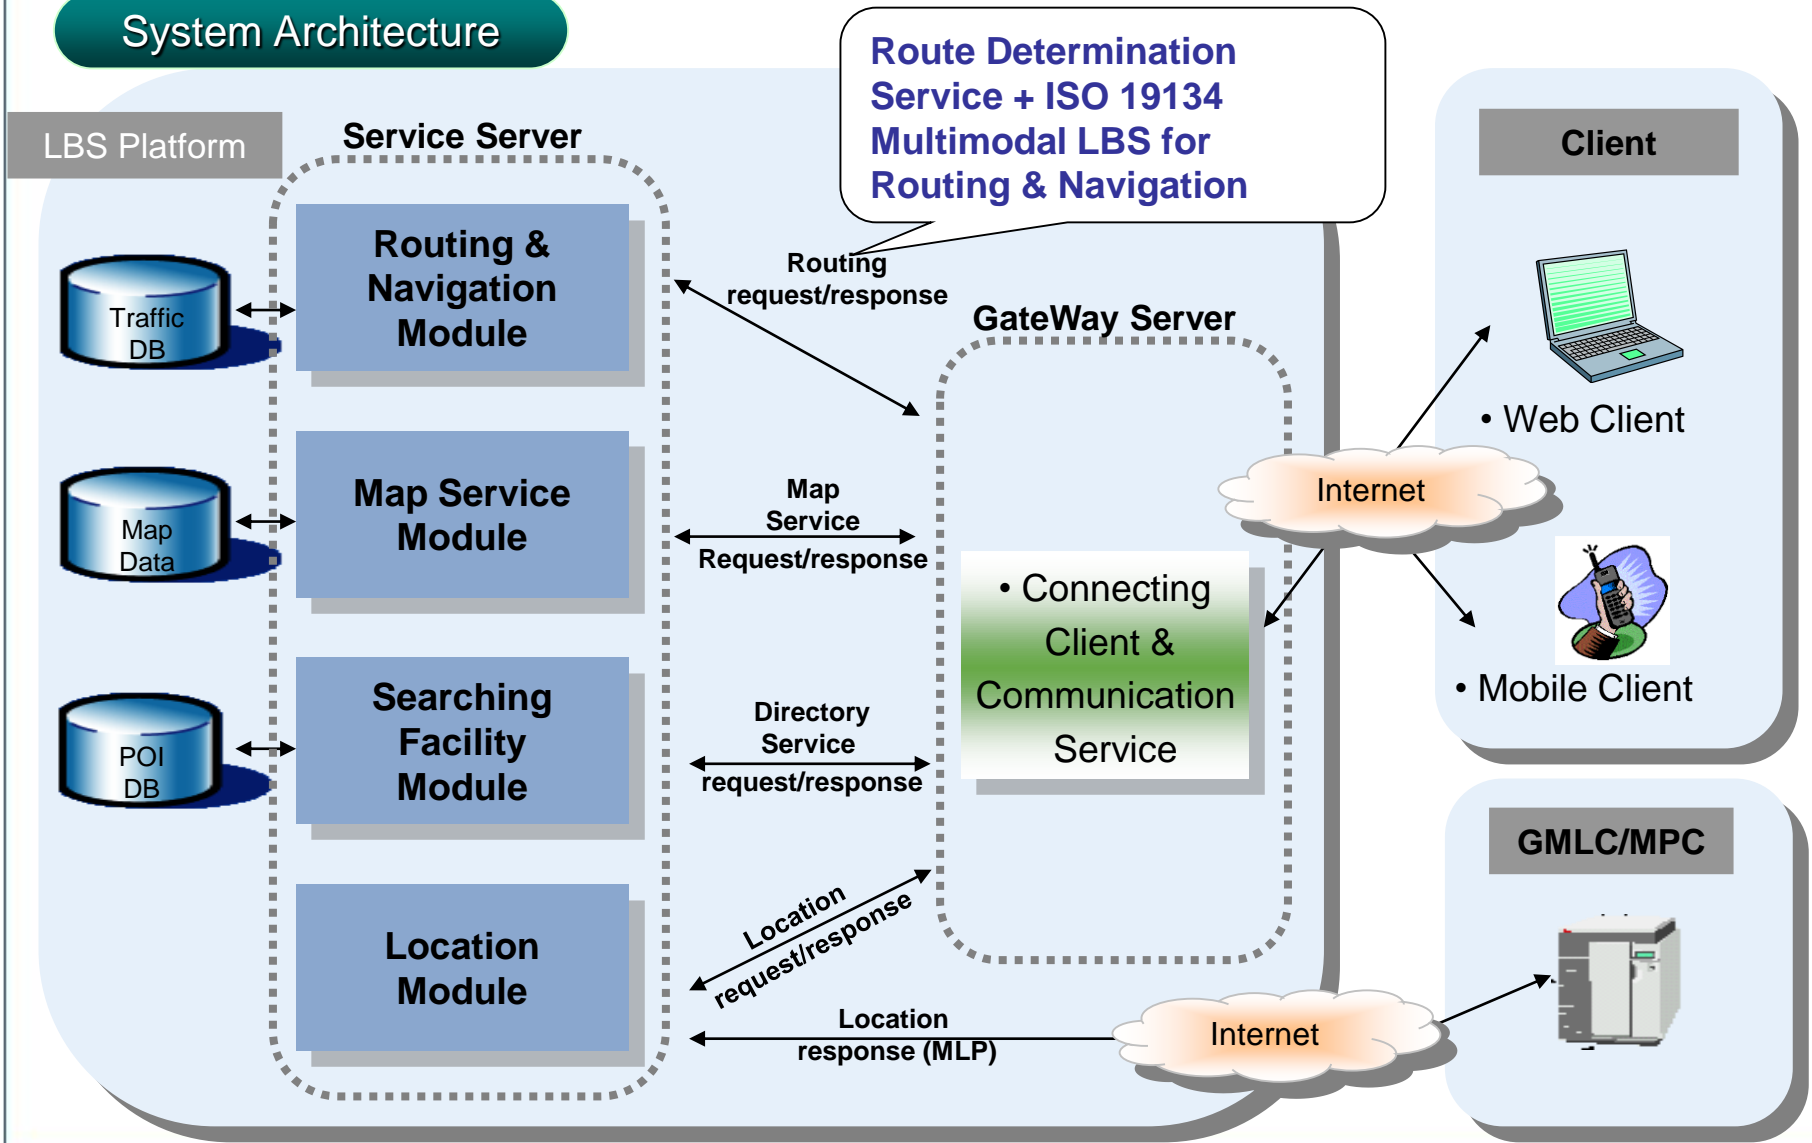 System Architecture
Route Determination
Service + ISO 19134
Multimodal LBS for
Routing & Navigation
LBS Platform
Service Server
Client
Routing &
Navigation
Module
Traffic
DB
Routing
request/response
GateWay Server
• Web Client
Map Service
Module
Map
Data
Map
Service
Request/response
Internet
• Connecting
Client &
Communication
Service
• Mobile Client
Searching
Facility
Module
POI
DB
Directory
Service
request/response
GMLC/MPC
Location
Module
Location
request/response
Location
response (MLP)
Internet